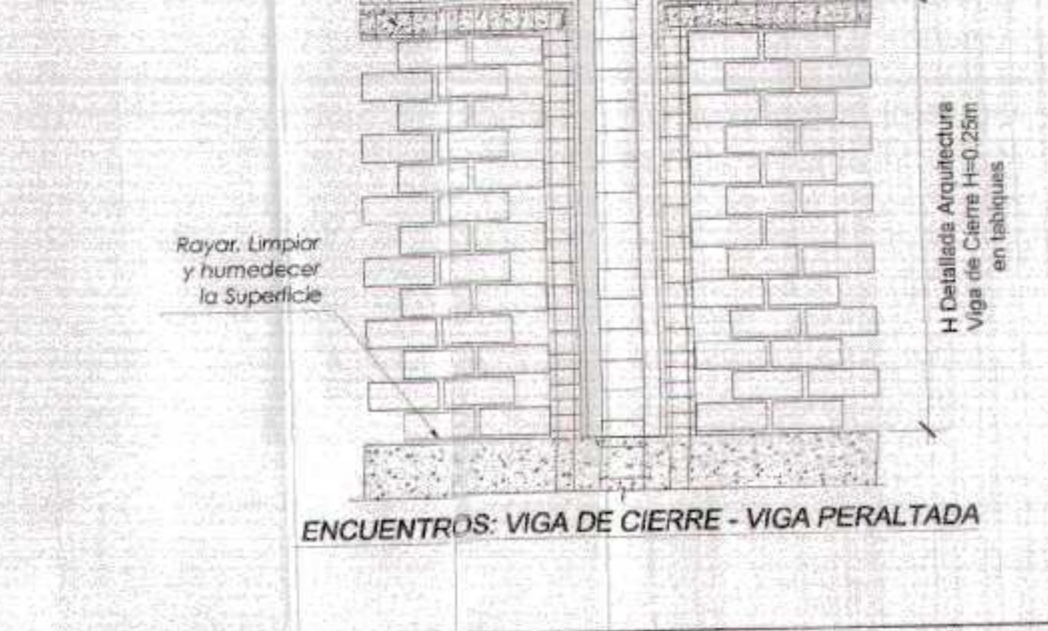 Rayar. Limpiar
y humedecer
la Superficie
H Detallada Arquitectura
Viga de Cierre H=0.25m
en tabiques
ENCUENTROS: VIGA DE CIERRE - VIGA PERALTADA